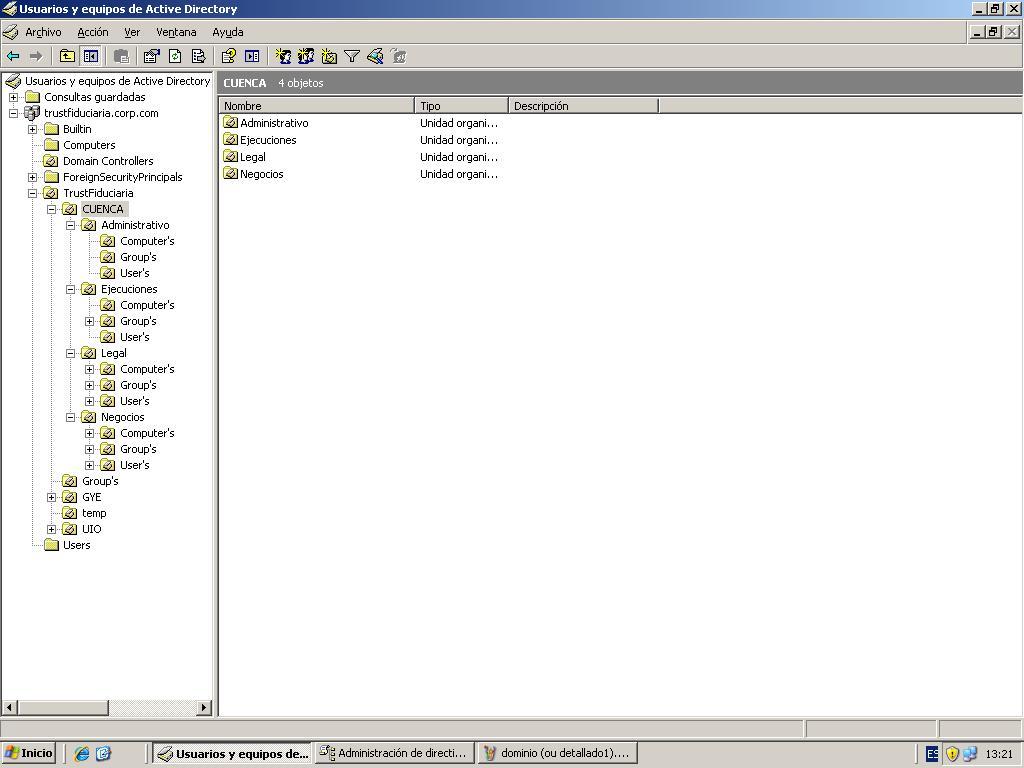 Usuarios y equipos de Active Directory
Archivo Acción Ver Ventana Ayuda
Usuarios y equipos de Active Directory
Consultas guardadas
trustfiduciaria.corp.com
Builtin
Computers
Domain Controllers
ForeignSecurityPrincipals
TrustFiduciaria
CUENCA
Administrativo
Computer's
Group's
User's
Ejecuciones
Computer's
Group's
User's
Legal
Computer's
Group's
User's
Negocios
Computer's
Group's
User's
Group's
GYE
temp
UIO
Users
CUENCA 4 objetos
Nombre Tipo Descripción
Administrativo Unidad organi...
Ejecuciones Unidad organi...
Legal Unidad organi...
Negocios Unidad organi...
Inicio Usuarios y equipos de... Administración de directi... dominio (ou detallado1).... ES 13:21